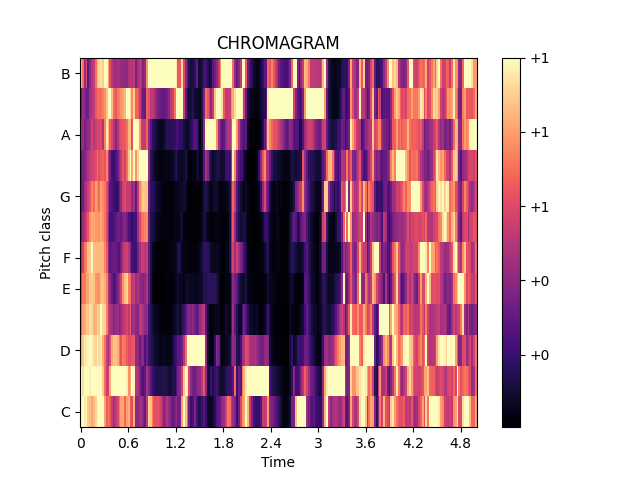 CHROMAGRAM
B
A
G
F
E
D
C
Pitch class
0 0.6 1.2 1.8 2.4 3 3.6 4.2 4.8
Time
+1
+1
+1
+0
+0